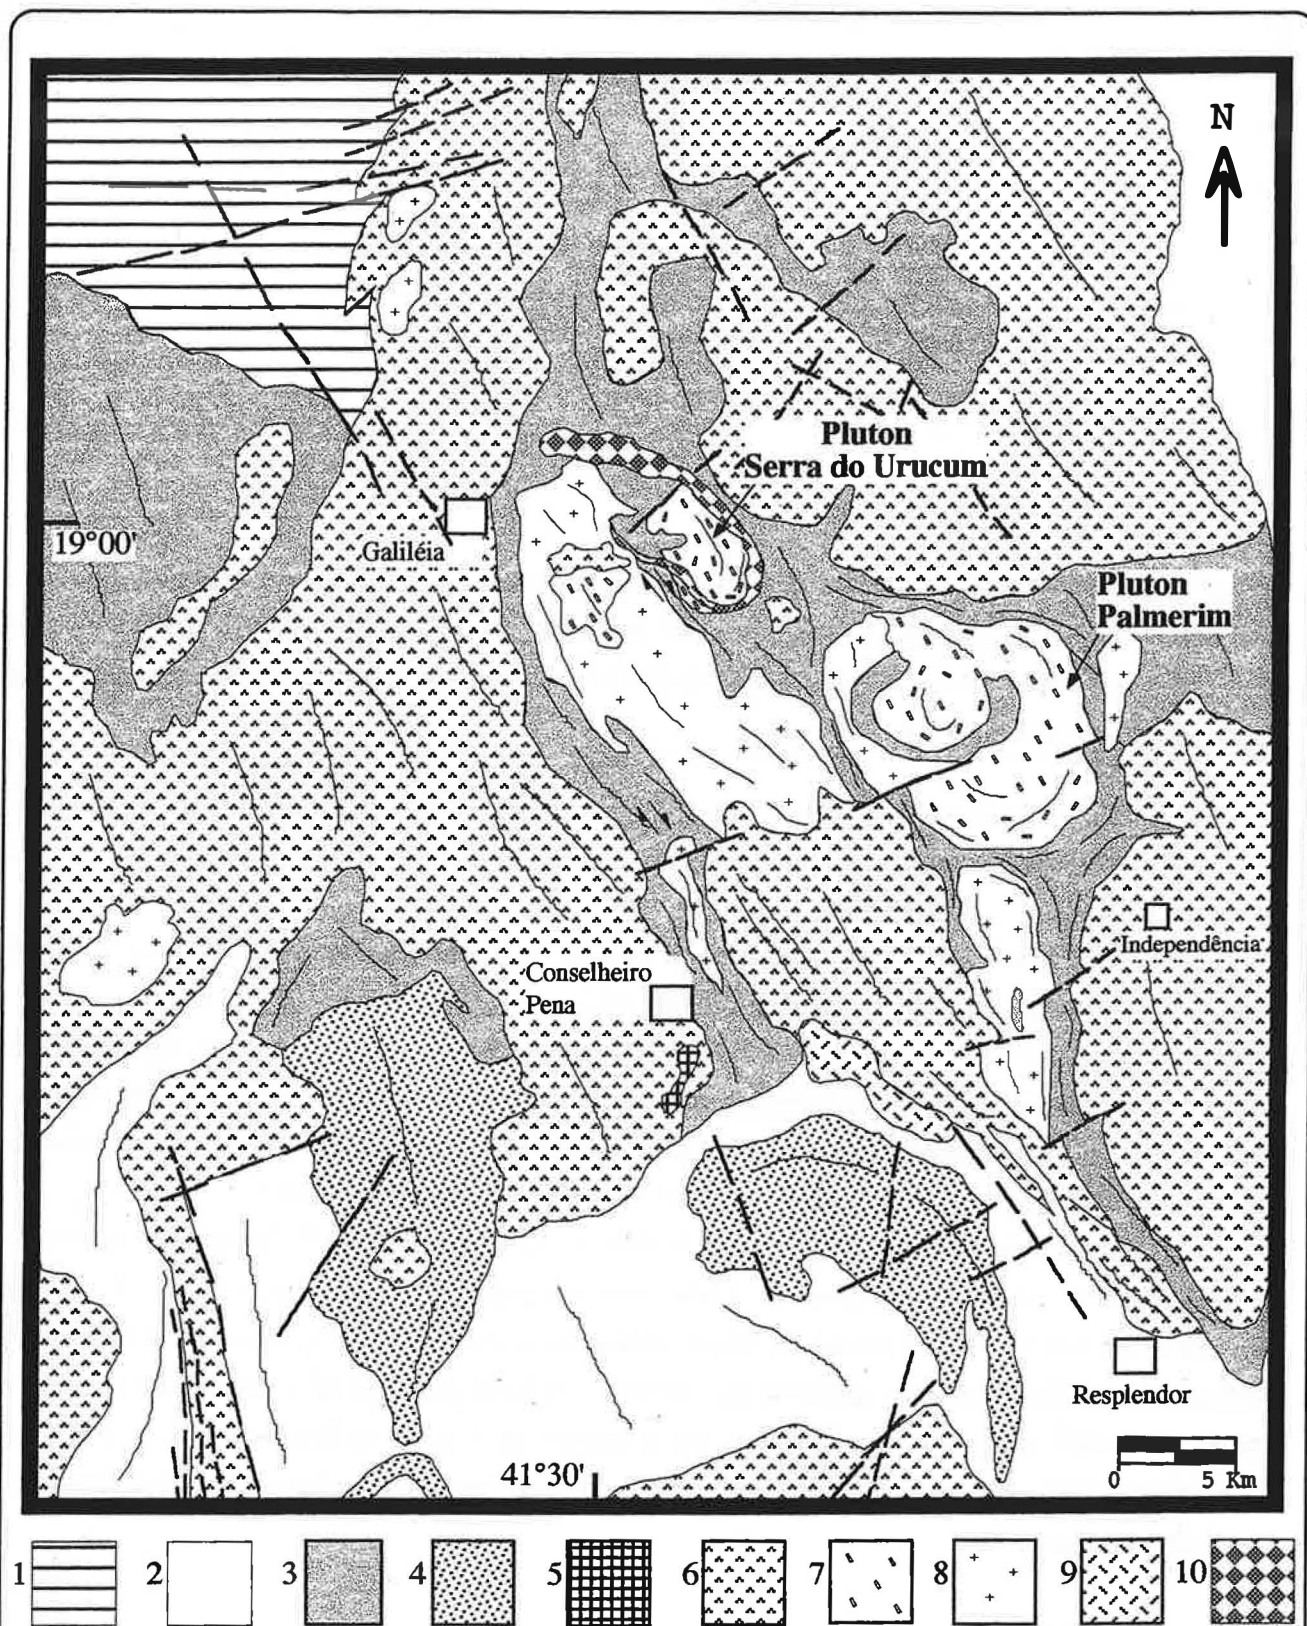 N
Pluton
Serra do Urucum
19°00'
Galiléia
Pluton
Palmerim
Independência
Conselheiro
Pena
Resplendor
41°30'
0 5 Km
1 2 3 4 5 6 7 8 9 10